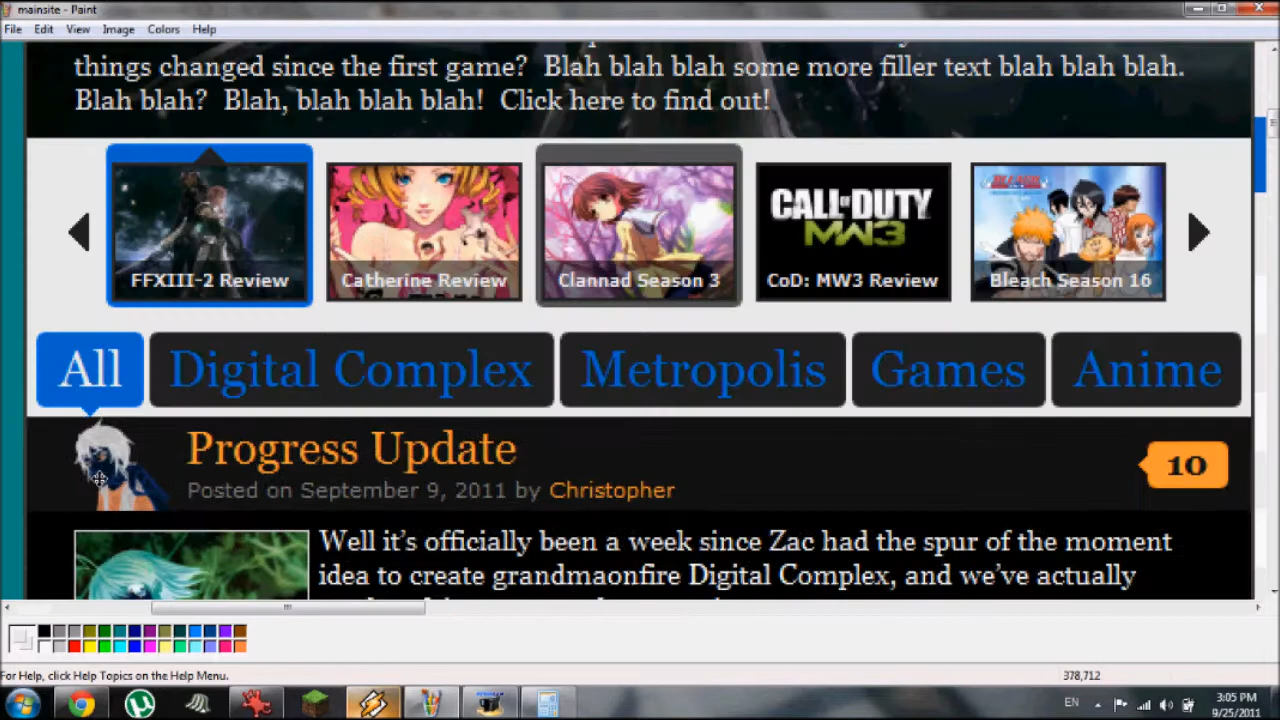 mainsite - Paint
File Edit View Image Colors Help
things changed since the first game? Blah blah blah some more filler text blah blah blah.
Blah blah? Blah, blah blah blah! Click here to find out!
CALL OF DUTY
MW3
BLEACH
FFXIII-2 Review
Catherine Review
Clannad Season 3
CoD: MW3 Review
Bleach Season 16
All Digital Complex Metropolis Games Anime
Progress Update
10
Posted on September 9, 2011 by Christopher
Well it's officially been a week since Zac had the spur of the moment
idea to create grandmaonfire Digital Complex, and we've actually
For Help, click Help Topics on the Help Menu.
378,712
EN
3:05 PM
9/25/2011